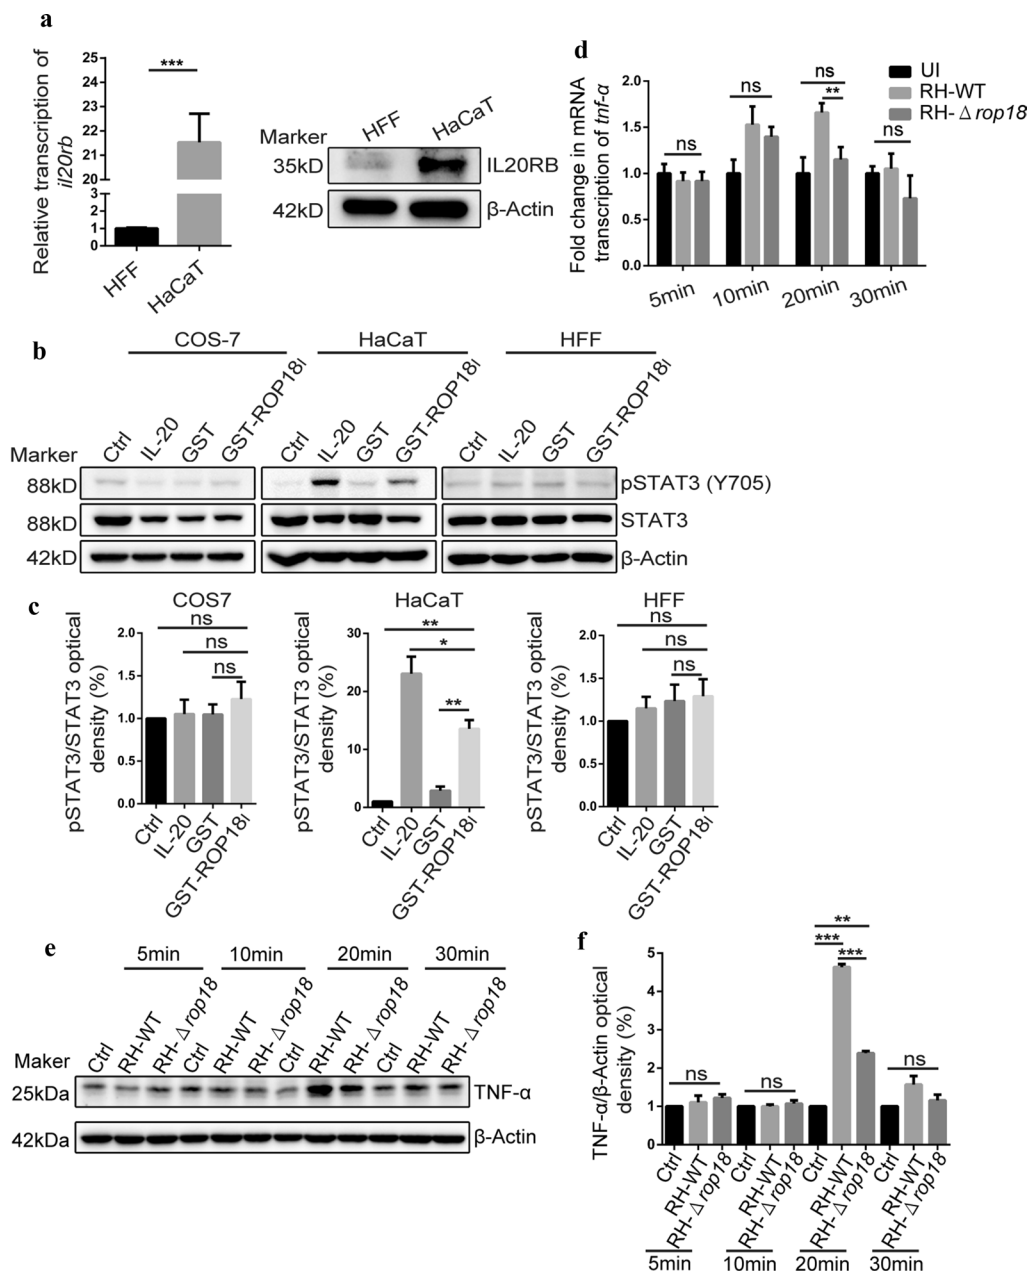 a
Relative transcription of
il20rb
25
24
23
22
21
20
3
2
1
0
***
HFF
HaCaT
Marker
HFF
HaCaT
35kD
IL20RB
42kD
β-Actin
d
Fold change in mRNA
transcription of tnf-α
2.0
1.5
1.0
0.5
0.0
ns
ns
ns
**
ns
UI
RH-WT
RH-Δrop18
5min
10min
20min
30min
b
COS-7
HaCaT
HFF
Marker
Ctrl
IL-20
GST
GST-ROP18I
Ctrl
IL-20
GST
GST-ROP18I
Ctrl
IL-20
GST
GST-ROP18I
88kD
pSTAT3 (Y705)
88kD
STAT3
42kD
β-Actin
c
COS7
pSTAT3/STAT3 optical
density (%)
2.0
1.5
1.0
0.5
0.0
ns
ns
ns
Ctrl
IL-20
GST
GST-ROP18I
HaCaT
pSTAT3/STAT3 optical
density (%)
30
20
10
0
**
*
**
Ctrl
IL-20
GST
GST-ROP18I
HFF
pSTAT3/STAT3 optical
density (%)
2.0
1.5
1.0
0.5
0.0
ns
ns
ns
Ctrl
IL-20
GST
GST-ROP18I
e
5min
10min
20min
30min
Maker
Ctrl
RH-WT
RH-Δrop18
Ctrl
RH-WT
RH-Δrop18
Ctrl
RH-WT
RH-Δrop18
Ctrl
RH-WT
RH-Δrop18
25kDa
TNF-α
42kDa
β-Actin
f
TNF-α/β-Actin optical
density (%)
5
4
3
2
1
0
ns
ns
**
***
***
ns
Ctrl
RH-WT
RH-Δrop18
Ctrl
RH-WT
RH-Δrop18
Ctrl
RH-WT
RH-Δrop18
Ctrl
RH-WT
RH-Δrop18
5min
10min
20min
30min